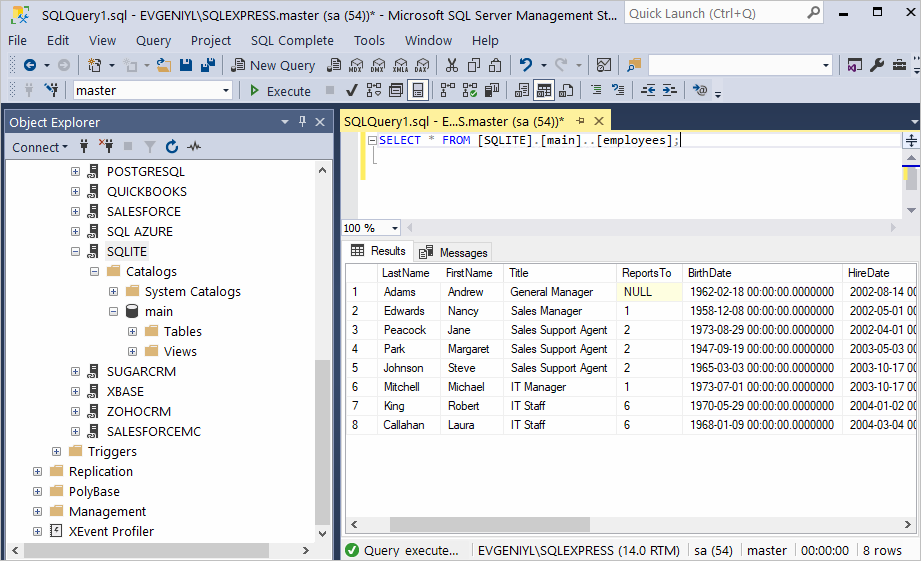 SQLQuery1.sql - EVGENIYL\SQLEXPRESS.master (sa (54))* - Microsoft SQL Server Management St...
Quick Launch (Ctrl+Q)
File Edit View Query Project SQL Complete Tools Window Help
New Query MDX DMX XMLA DAX
master Execute
Object Explorer
SQLQuery1.sql - E...S.master (sa (54))*
Connect
SELECT * FROM [SQLITE].[main]..[employees];
POSTGRESQL
QUICKBOOKS
SALESFORCE
SQL AZURE
SQLITE
Catalogs
System Catalogs
main
Tables
Views
SUGARCRM
XBASE
ZOHOCRM
SALESFORCEMC
Triggers
Replication
PolyBase
Management
XEvent Profiler
100 %
Results Messages
LastName FirstName Title ReportsTo BirthDate HireDate
1 Adams Andrew General Manager NULL 1962-02-18 00:00:00.0000000 2002-08-14 00
2 Edwards Nancy Sales Manager 1 1958-12-08 00:00:00.0000000 2002-05-01 00
3 Peacock Jane Sales Support Agent 2 1973-08-29 00:00:00.0000000 2002-04-01 00
4 Park Margaret Sales Support Agent 2 1947-09-19 00:00:00.0000000 2003-05-03 00
5 Johnson Steve Sales Support Agent 2 1965-03-03 00:00:00.0000000 2003-10-17 00
6 Mitchell Michael IT Manager 1 1973-07-01 00:00:00.0000000 2003-10-17 00
7 King Robert IT Staff 6 1970-05-29 00:00:00.0000000 2004-01-02 00
8 Callahan Laura IT Staff 6 1968-01-09 00:00:00.0000000 2004-03-04 00
Query execute... EVGENIYL\SQLEXPRESS (14.0 RTM) sa (54) master 00:00:00 8 rows